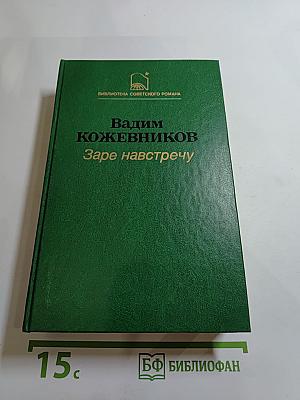 БИБЛИОТЕКА СОВЕТСКОГО РОМАНА
Вадим
КОЖЕВНИКОВ
Заре навстречу
15с
БФ БИБЛИОФАН